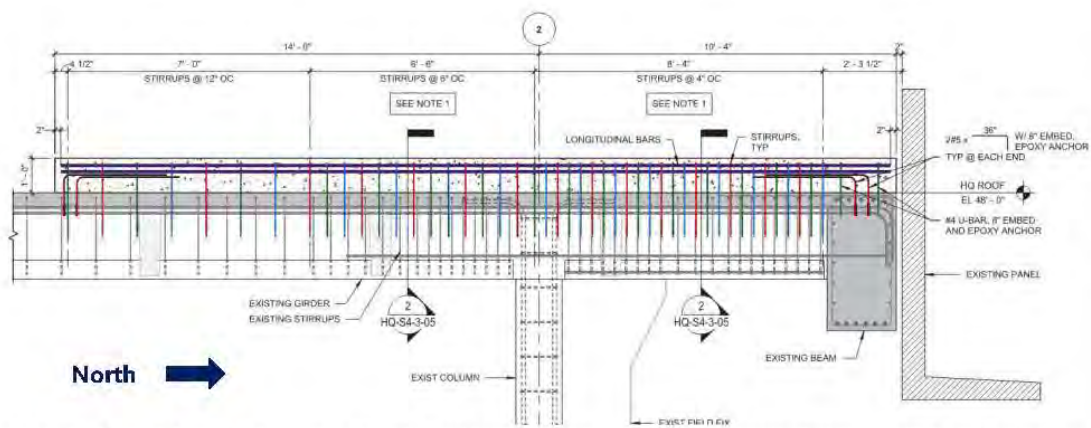 2
14' - 0"
10' - 4"
2"
4 1/2"
7' - 0"
6' - 6"
8' - 4"
2' - 3 1/2"
STIRRUPS @ 12" OC
STIRRUPS @ 6" OC
STIRRUPS @ 4" OC
SEE NOTE 1
SEE NOTE 1
2"
LONGITUDINAL BARS
STIRRUPS, TYP
2"
36"
2#5 x
W/ 8" EMBED,
EPOXY ANCHOR
TYP @ EACH END
1' - 0"
HQ ROOF
EL 48' - 0"
#4 U-BAR, 8" EMBED
AND EPOXY ANCHOR
EXISTING PANEL
EXISTING GIRDER
EXISTING STIRRUPS
2
HQ-S4-3-05
2
HQ-S4-3-05
EXISTING BEAM
North
EXIST COLUMN
EXIST FIELD FIX